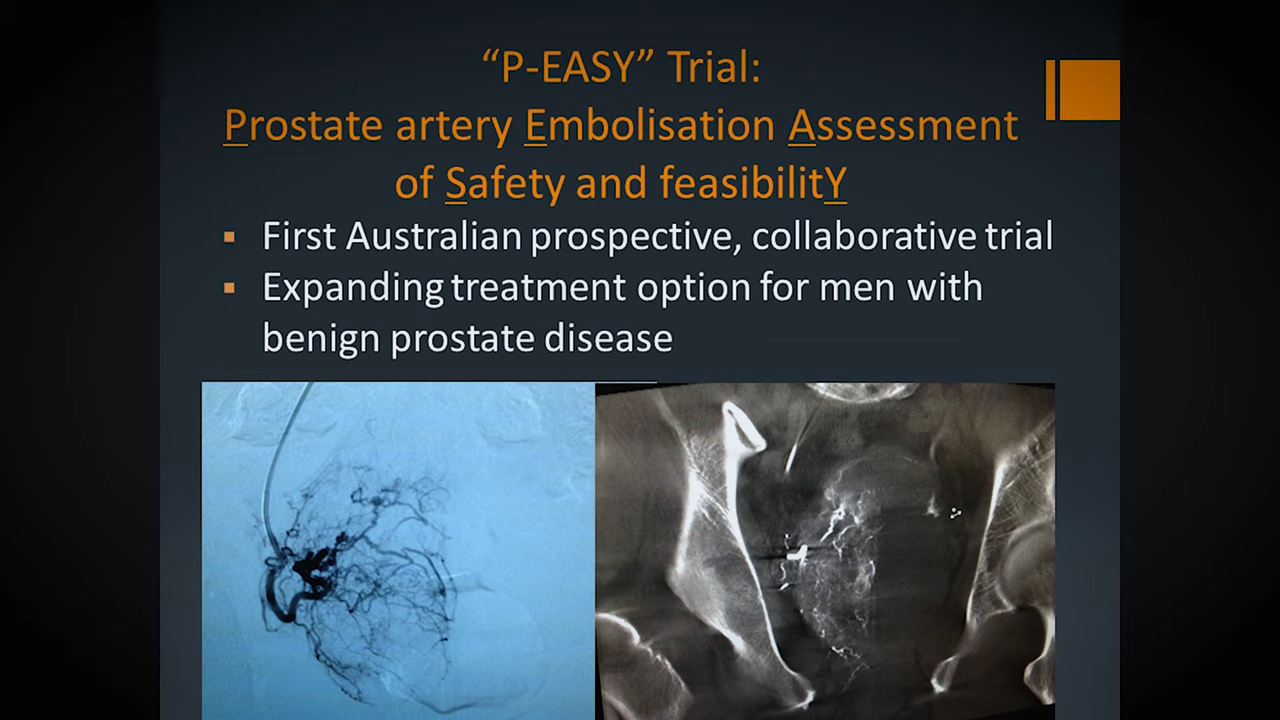 “P-EASY” Trial:
Prostate artery Embolisation Assessment
of Safety and feasibilitY
▪ First Australian prospective, collaborative trial
▪ Expanding treatment option for men with
benign prostate disease